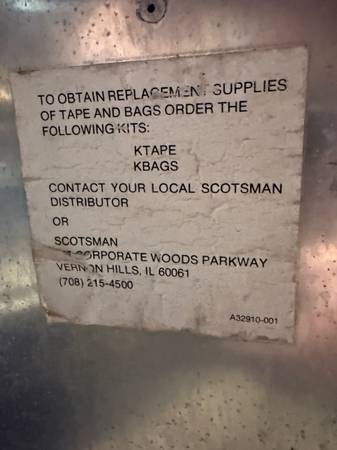 TO OBTAIN REPLACEMENT SUPPLIES
OF TAPE AND BAGS ORDER THE
FOLLOWING KITS:
KTAPE
KBAGS
CONTACT YOUR LOCAL SCOTSMAN
DISTRIBUTOR
OR
SCOTSMAN
CORPORATE WOODS PARKWAY
VERNON HILLS, IL 60061
(708) 215-4500
A32910-001